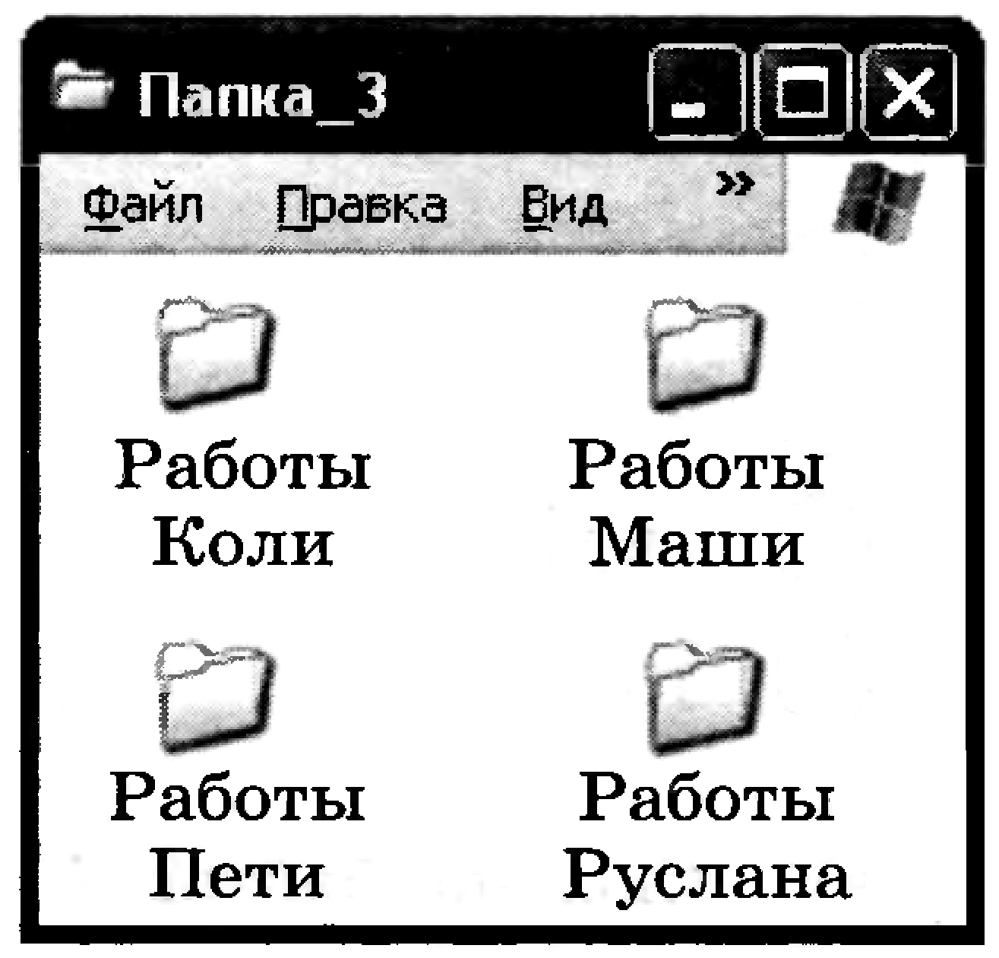 Папка_3
Файл Правка Вид »
Работы Коли
Работы Маши
Работы Пети
Работы Руслана